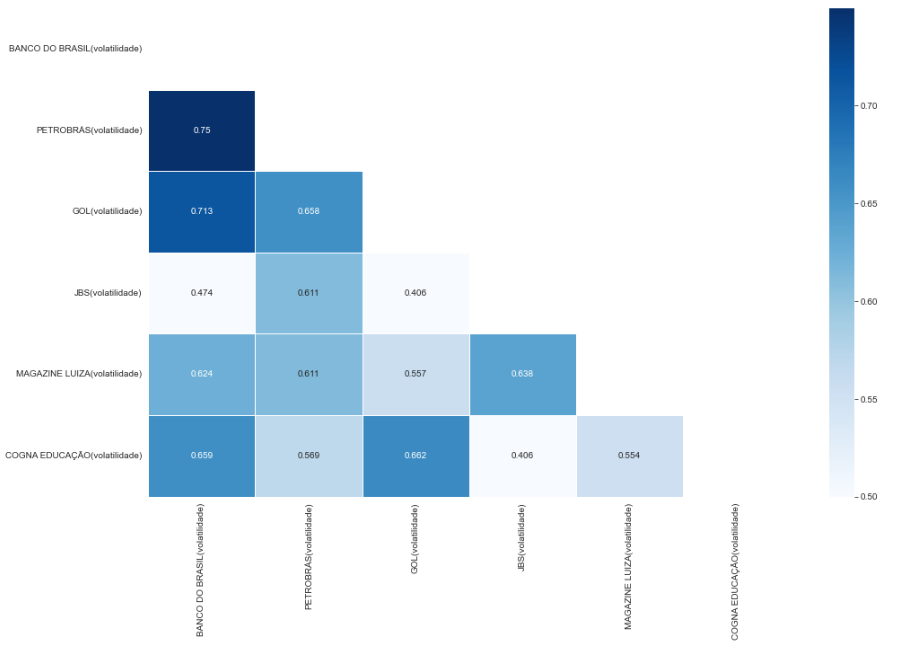 BANCO DO BRASIL(volatilidade)
PETROBRÁS(volatilidade)
0.75
0.70
GOL(volatilidade)
0.713
0.658
0.65
JBS(volatilidade)
0.474
0.611
0.406
0.60
MAGAZINE LUIZA(volatilidade)
0.624
0.611
0.557
0.638
0.55
COGNA EDUCAÇÃO(volatilidade)
0.659
0.569
0.662
0.406
0.554
0.50
BANCO DO BRASIL(volatilidade)
PETROBRÁS(volatilidade)
GOL(volatilidade)
JBS(volatilidade)
MAGAZINE LUIZA(volatilidade)
COGNA EDUCAÇÃO(volatilidade)